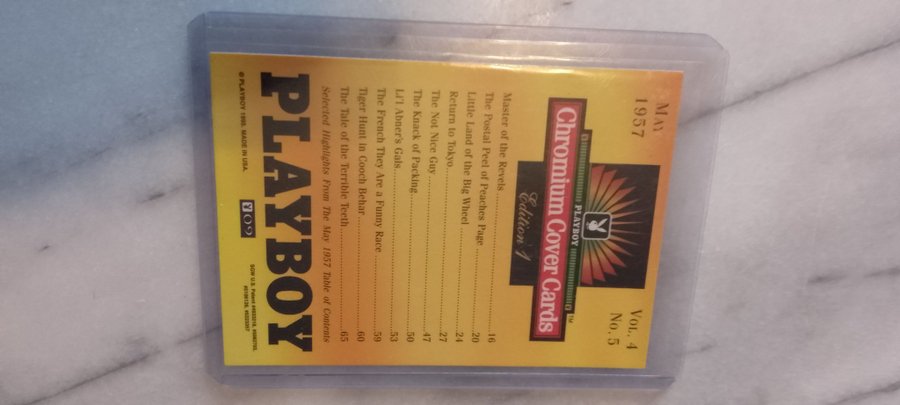 MAY
1957
VOL. 4
NO. 5
PLAYBOY
Chromium Cover Cards™
Edition 1
Master of the Revels 16
The Postal Peel of Peaches Page 20
Little Land of the Big Wheel 24
Return to Tokyo 27
The Not Nice Guy 47
The Knack of Packing 50
Li'l Abner's Gals 53
The French They Are a Funny Race 59
Tiger Hunt in Cooch Behar 60
The Tale of the Terrible Teeth 65
Selected Highlights From The May 1957 Table of Contents
PLAYBOY
© PLAYBOY 1995. MADE IN USA.